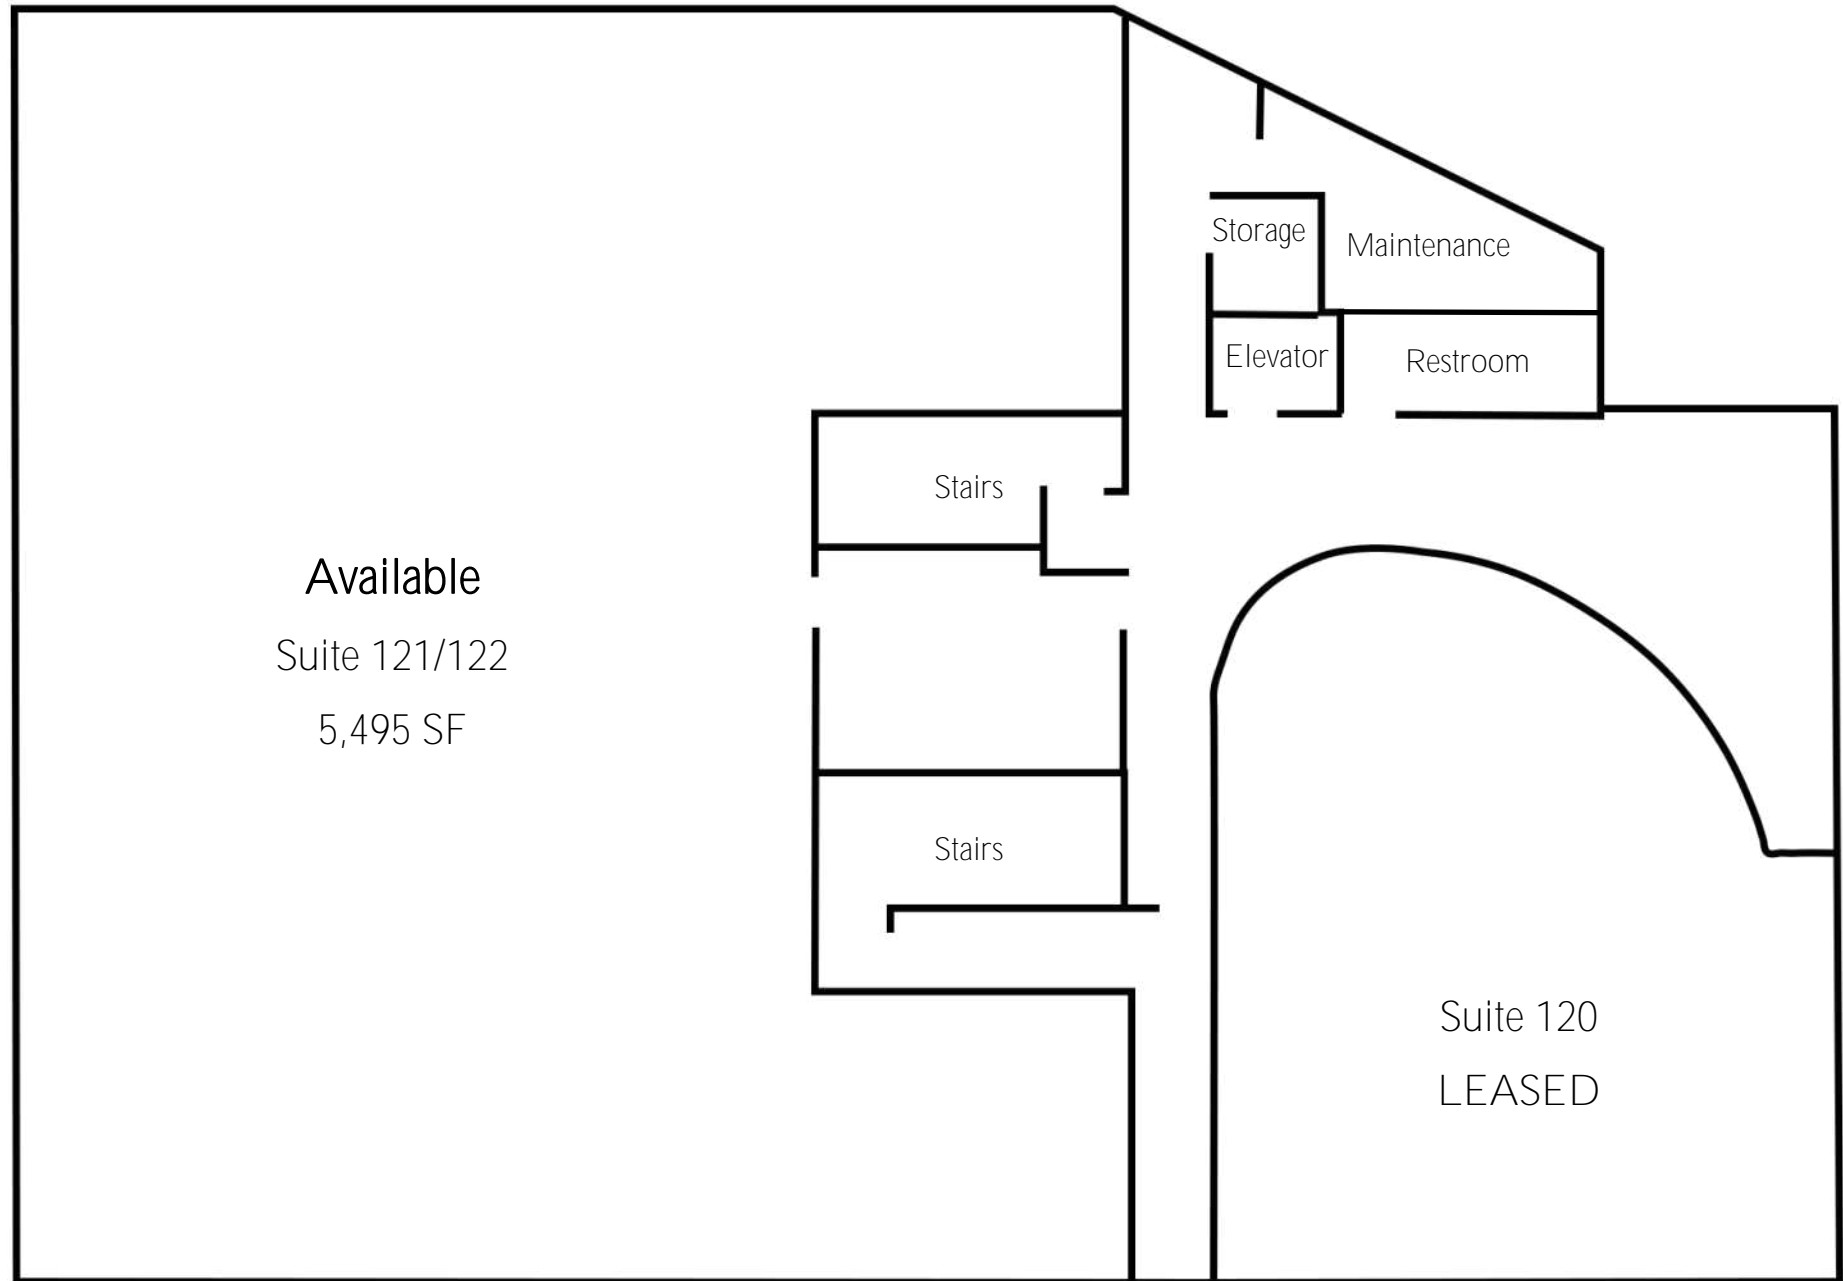 Storage
Maintenance
Elevator
Restroom
Stairs
Available
Suite 121/122
5,495 SF
Stairs
Suite 120
LEASED